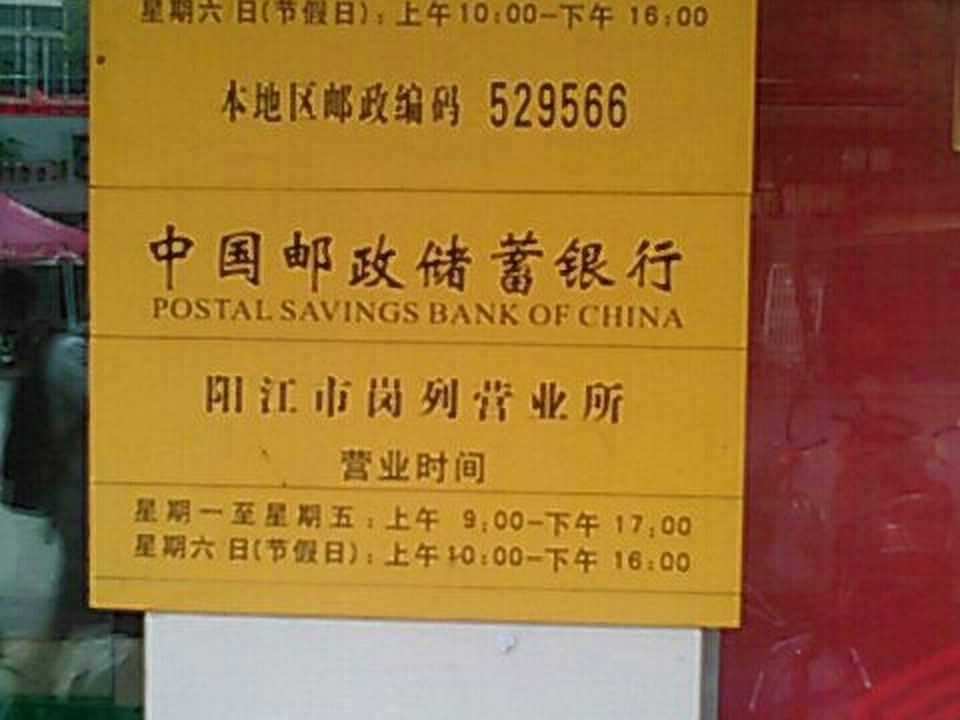 星期六 日(节假日)：上午10:00-下午 16:00
本地区邮政编码 529566
中国邮政储蓄银行
POSTAL SAVINGS BANK OF CHINA
阳江市岗列营业所
营业时间
星期一至星期五：上午 9:00-下午 17:00
星期六 日(节假日)：上午10:00-下午 16:00